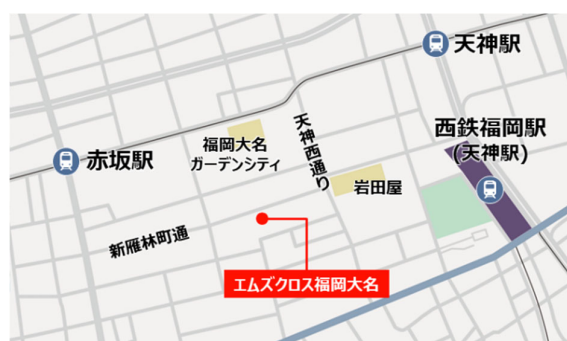 天神駅
西鉄福岡駅
(天神駅)
赤坂駅
福岡大名
ガーデンシティ
天神西通り
岩田屋
新雁林町通
エムズクロス福岡大名